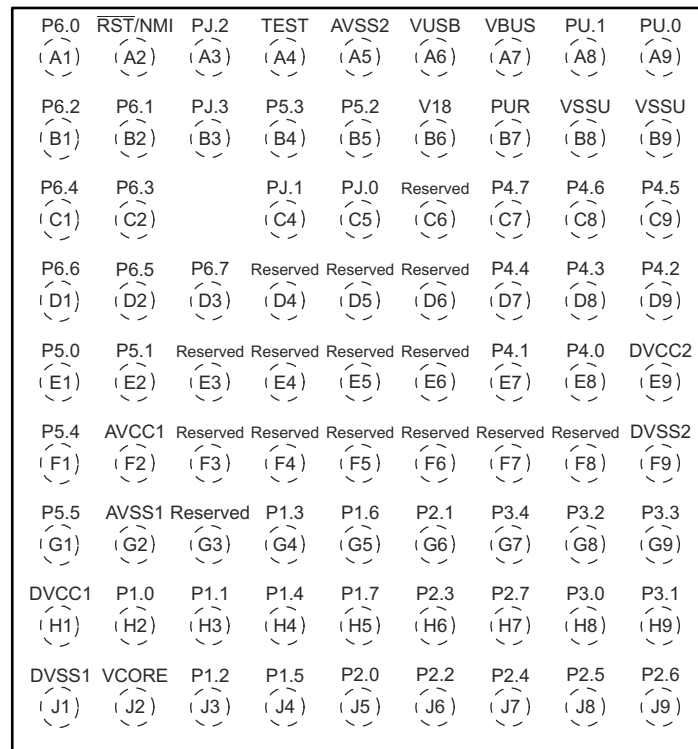 P6.0 RST/NMI PJ.2 TEST AVSS2 VUSB VBUS PU.1 PU.0
A1 A2 A3 A4 A5 A6 A7 A8 A9
P6.2 P6.1 PJ.3 P5.3 P5.2 V18 PUR VSSU VSSU
B1 B2 B3 B4 B5 B6 B7 B8 B9
P6.4 P6.3 PJ.1 PJ.0 Reserved P4.7 P4.6 P4.5
C1 C2 C4 C5 C6 C7 C8 C9
P6.6 P6.5 P6.7 Reserved Reserved Reserved P4.4 P4.3 P4.2
D1 D2 D3 D4 D5 D6 D7 D8 D9
P5.0 P5.1 Reserved Reserved Reserved Reserved P4.1 P4.0 DVCC2
E1 E2 E3 E4 E5 E6 E7 E8 E9
P5.4 AVCC1 Reserved Reserved Reserved Reserved Reserved Reserved DVSS2
F1 F2 F3 F4 F5 F6 F7 F8 F9
P5.5 AVSS1 Reserved P1.3 P1.6 P2.1 P3.4 P3.2 P3.3
G1 G2 G3 G4 G5 G6 G7 G8 G9
DVCC1 P1.0 P1.1 P1.4 P1.7 P2.3 P2.7 P3.0 P3.1
H1 H2 H3 H4 H5 H6 H7 H8 H9
DVSS1 VCORE P1.2 P1.5 P2.0 P2.2 P2.4 P2.5 P2.6
J1 J2 J3 J4 J5 J6 J7 J8 J9